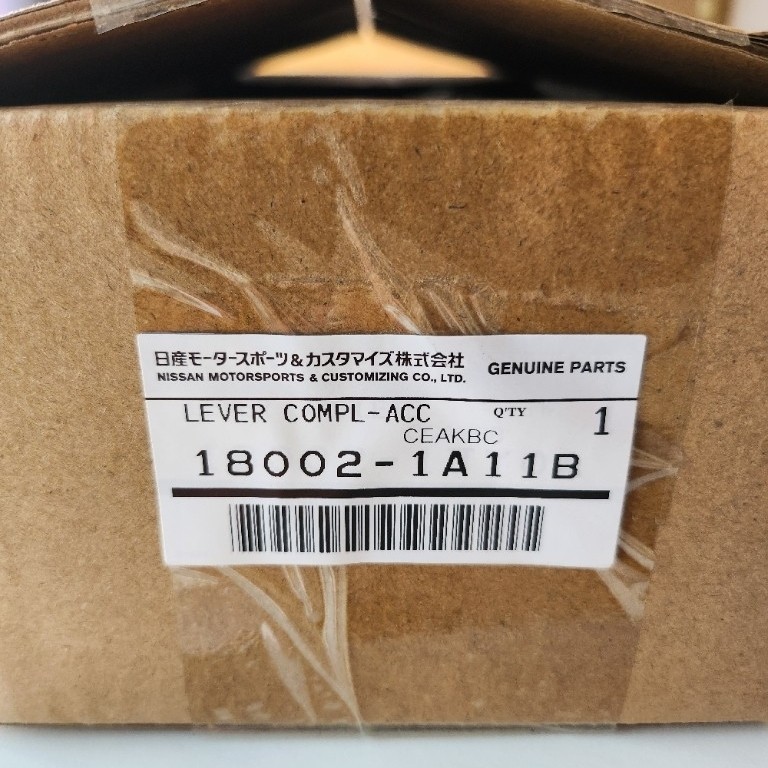 日産モータースポーツ&カスタマイズ株式会社
NISSAN MOTORSPORTS & CUSTOMIZING CO., LTD.
GENUINE PARTS
LEVER COMPL-ACC
Q'TY 1
CEAKBC
18002-1A11B